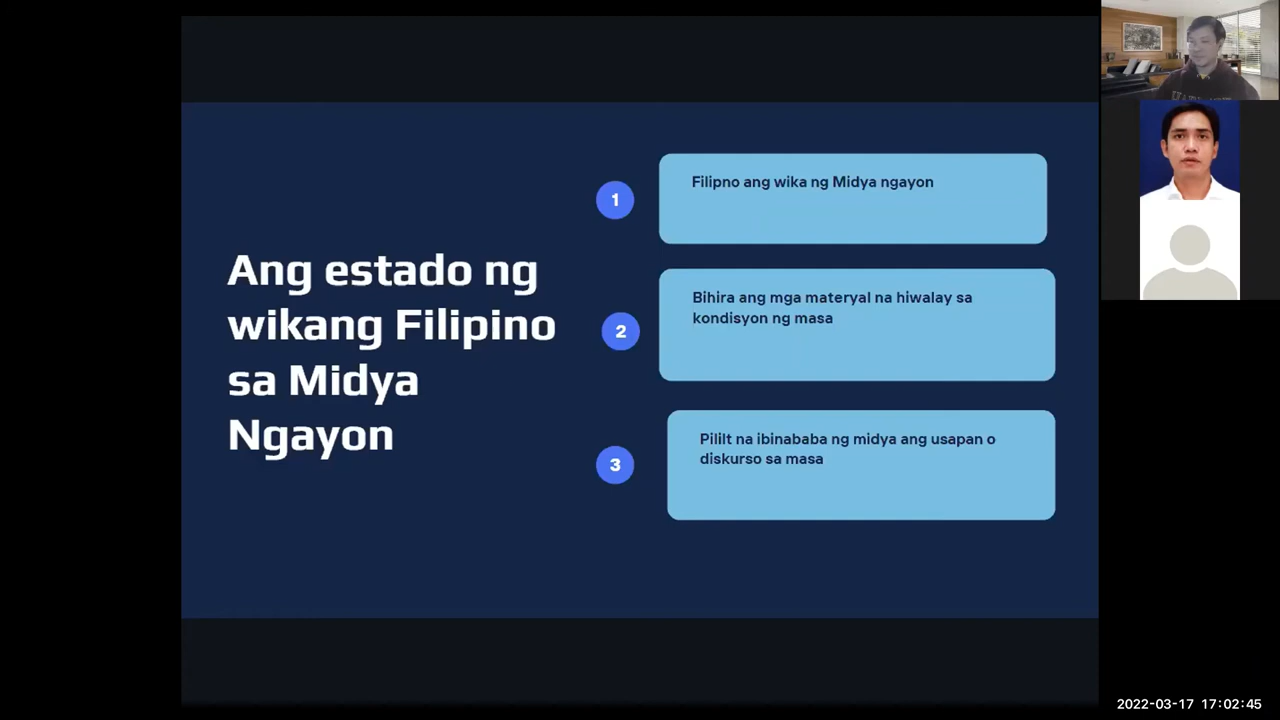 Ang estado ng
wikang Filipino
sa Midya
Ngayon
1
Filipno ang wika ng Midya ngayon
2
Bihira ang mga materyal na hiwalay sa
kondisyon ng masa
3
Pililt na ibinababa ng midya ang usapan o
diskurso sa masa
2022-03-17 17:02:45